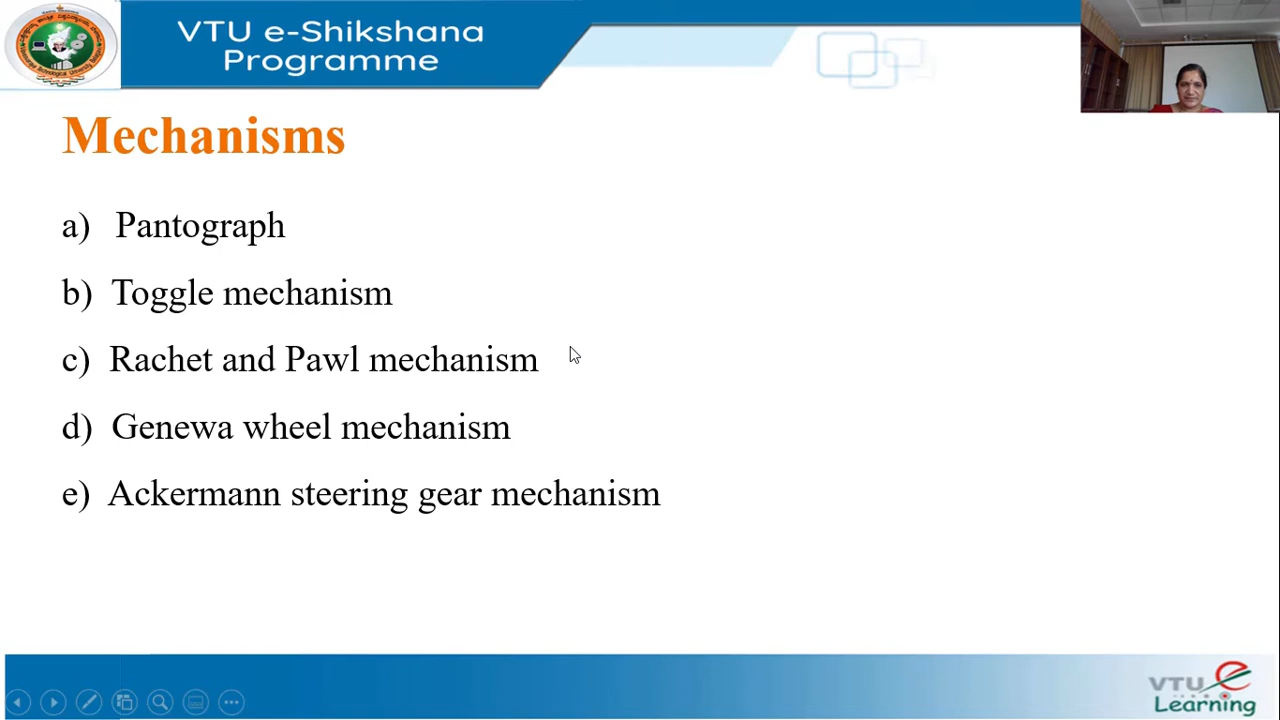 VTU e-Shikshana
Programme
Mechanisms
a) Pantograph
b) Toggle mechanism
c) Rachet and Pawl mechanism
d) Genewa wheel mechanism
e) Ackermann steering gear mechanism
VTU e
Learning